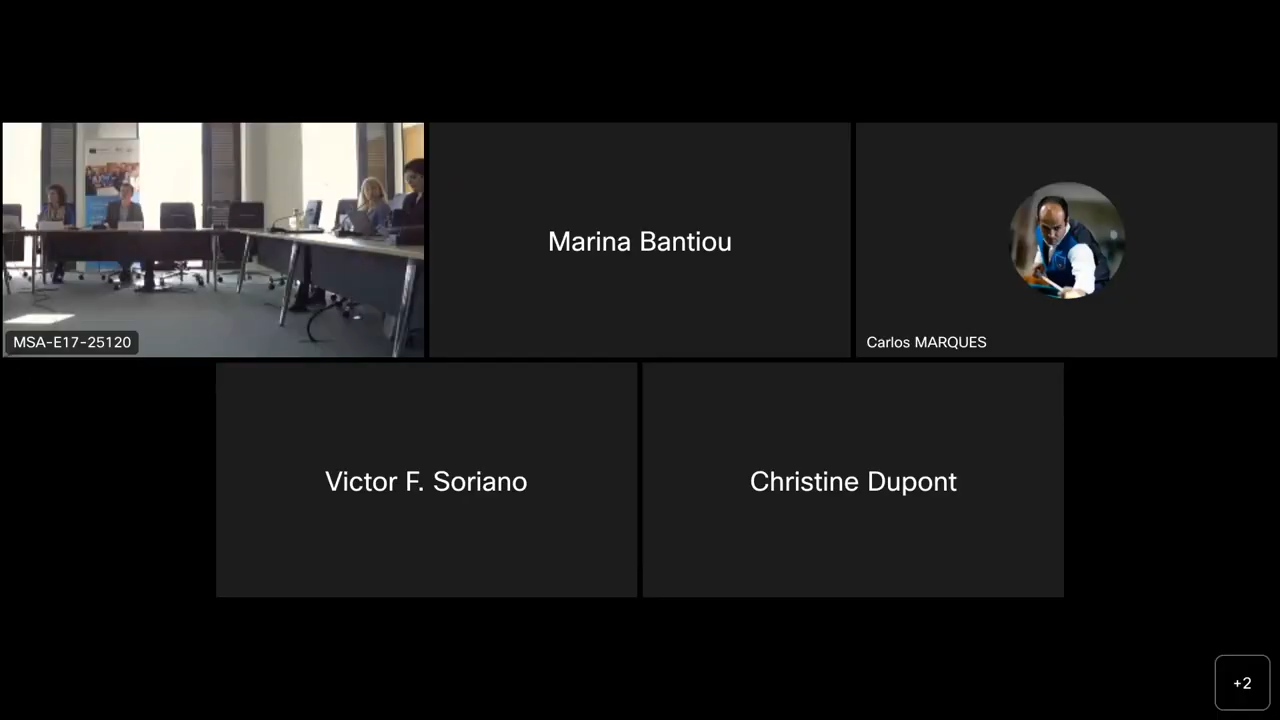 MSA-E17-25120
Marina Bantiou
Carlos MARQUES
Victor F. Soriano
Christine Dupont
+2